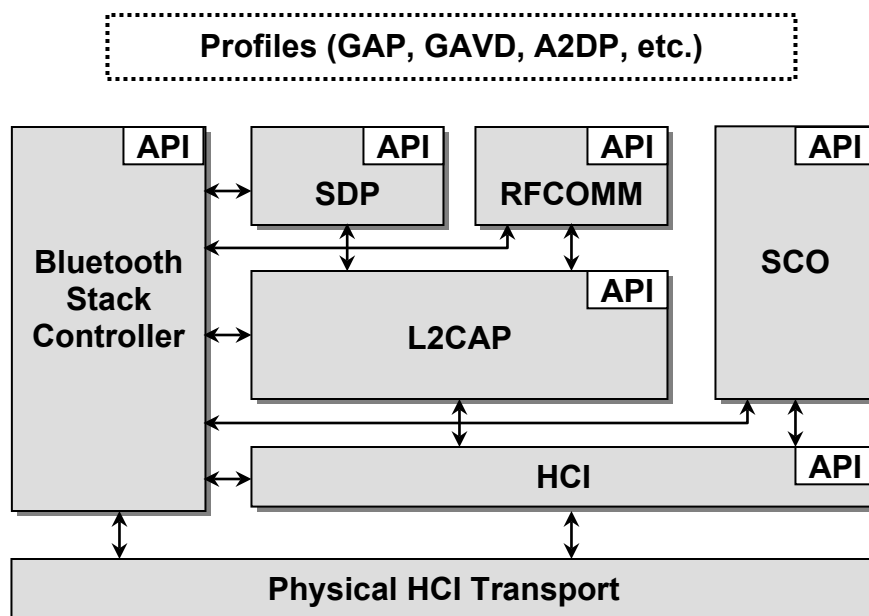 Profiles (GAP, GAVD, A2DP, etc.)
API
API
API
API
SDP
RFCOMM
Bluetooth
Stack
Controller
SCO
API
L2CAP
API
HCI
Physical HCI Transport